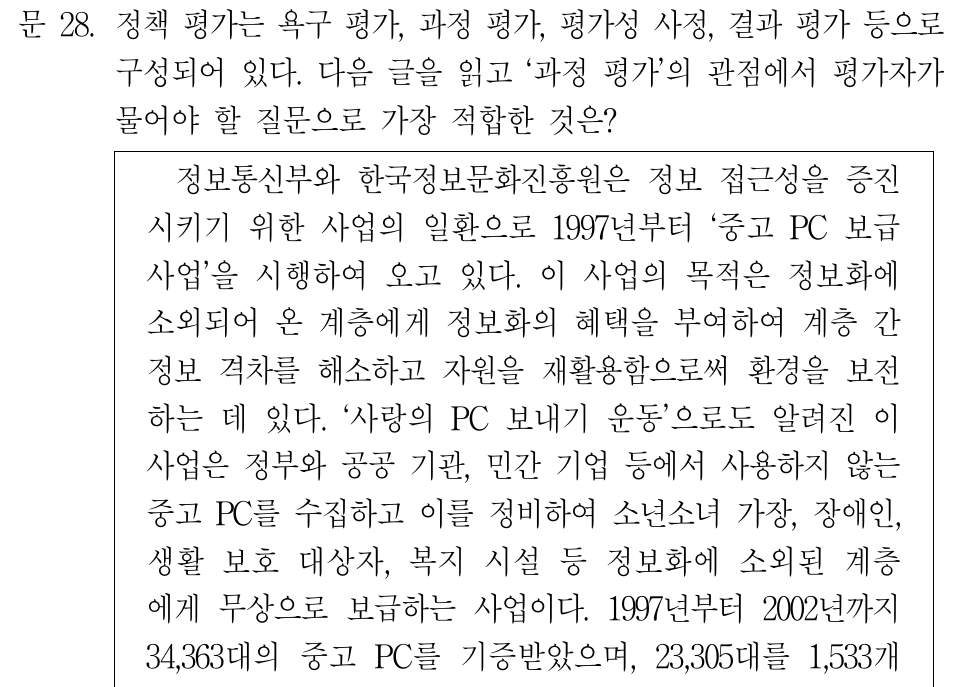 문 28. 정책 평가는 욕구 평가, 과정 평가, 평가성 사정, 결과 평가 등으로
구성되어 있다. 다음 글을 읽고 ‘과정 평가’의 관점에서 평가자가
물어야 할 질문으로 가장 적합한 것은?
정보통신부와 한국정보문화진흥원은 정보 접근성을 증진
시키기 위한 사업의 일환으로 1997년부터 ‘중고 PC 보급
사업’을 시행하여 오고 있다. 이 사업의 목적은 정보화에
소외되어 온 계층에게 정보화의 혜택을 부여하여 계층 간
정보 격차를 해소하고 자원을 재활용함으로써 환경을 보전
하는 데 있다. ‘사랑의 PC 보내기 운동’으로도 알려진 이
사업은 정부와 공공 기관, 민간 기업 등에서 사용하지 않는
중고 PC를 수집하고 이를 정비하여 소년소녀 가장, 장애인,
생활 보호 대상자, 복지 시설 등 정보화에 소외된 계층
에게 무상으로 보급하는 사업이다. 1997년부터 2002년까지
34,363대의 중고 PC를 기증받았으며, 23,305대를 1,533개